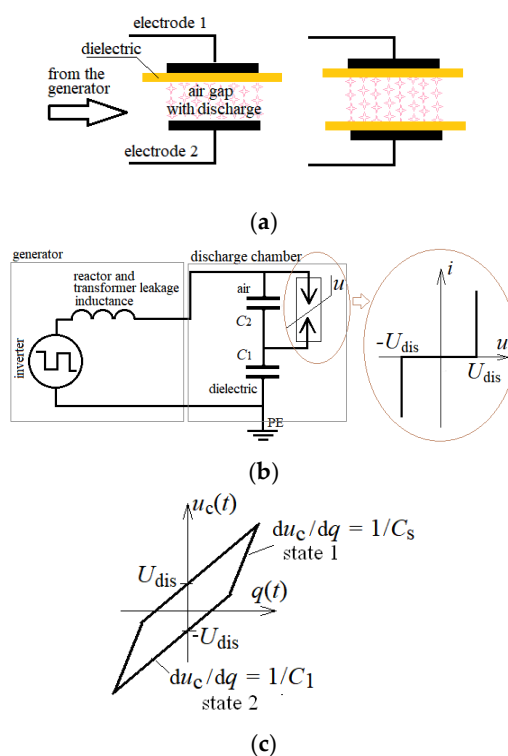 electrode 1
dielectric
from the
generator
air gap
with discharge
electrode 2
(a)
generator
discharge chamber
reactor and
transformer leakage
inductance
inverter
air
C2
C1
dielectric
PE
u
i
-Udis
u
Udis
(b)
uc(t)
duc/dq = 1/Cs
state 1
Udis
q(t)
-Udis
duc/dq = 1/C1
state 2
(c)